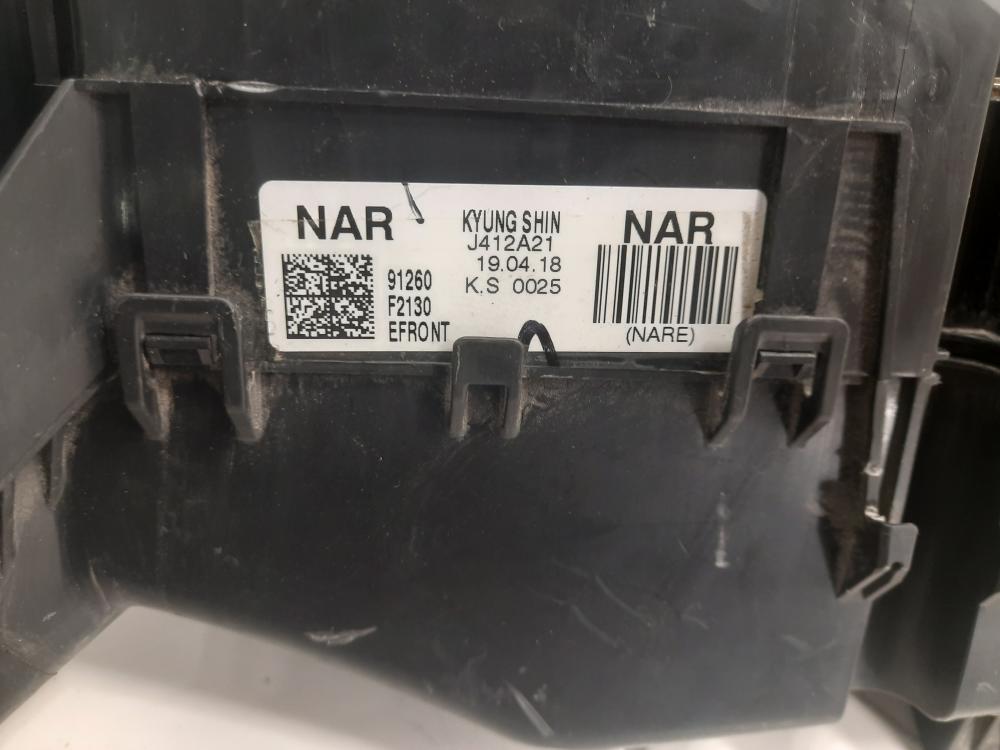 NAR
91260
F2130
EFRONT
KYUNG SHIN
J412A21
19.04.18
K.S 0025
NAR
(NARE)